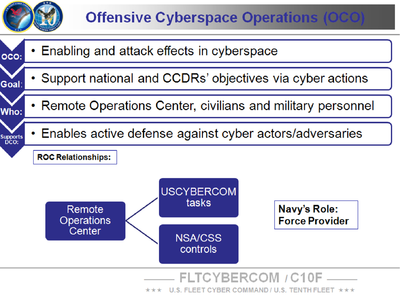 Offensive Cyberspace Operations (OCO)
OCO:
• Enabling and attack effects in cyberspace
Goal:
• Support national and CCDRs' objectives via cyber actions
Who:
• Remote Operations Center, civilians and military personnel
Supports
DCO:
• Enables active defense against cyber actors/adversaries
ROC Relationships:
Remote
Operations
Center
USCYBERCOM
tasks
NSA/CSS
controls
Navy's Role:
Force Provider
FLTCYBERCOM / C10F
★★★ U.S. FLEET CYBER COMMAND / U.S. TENTH FLEET ★★★